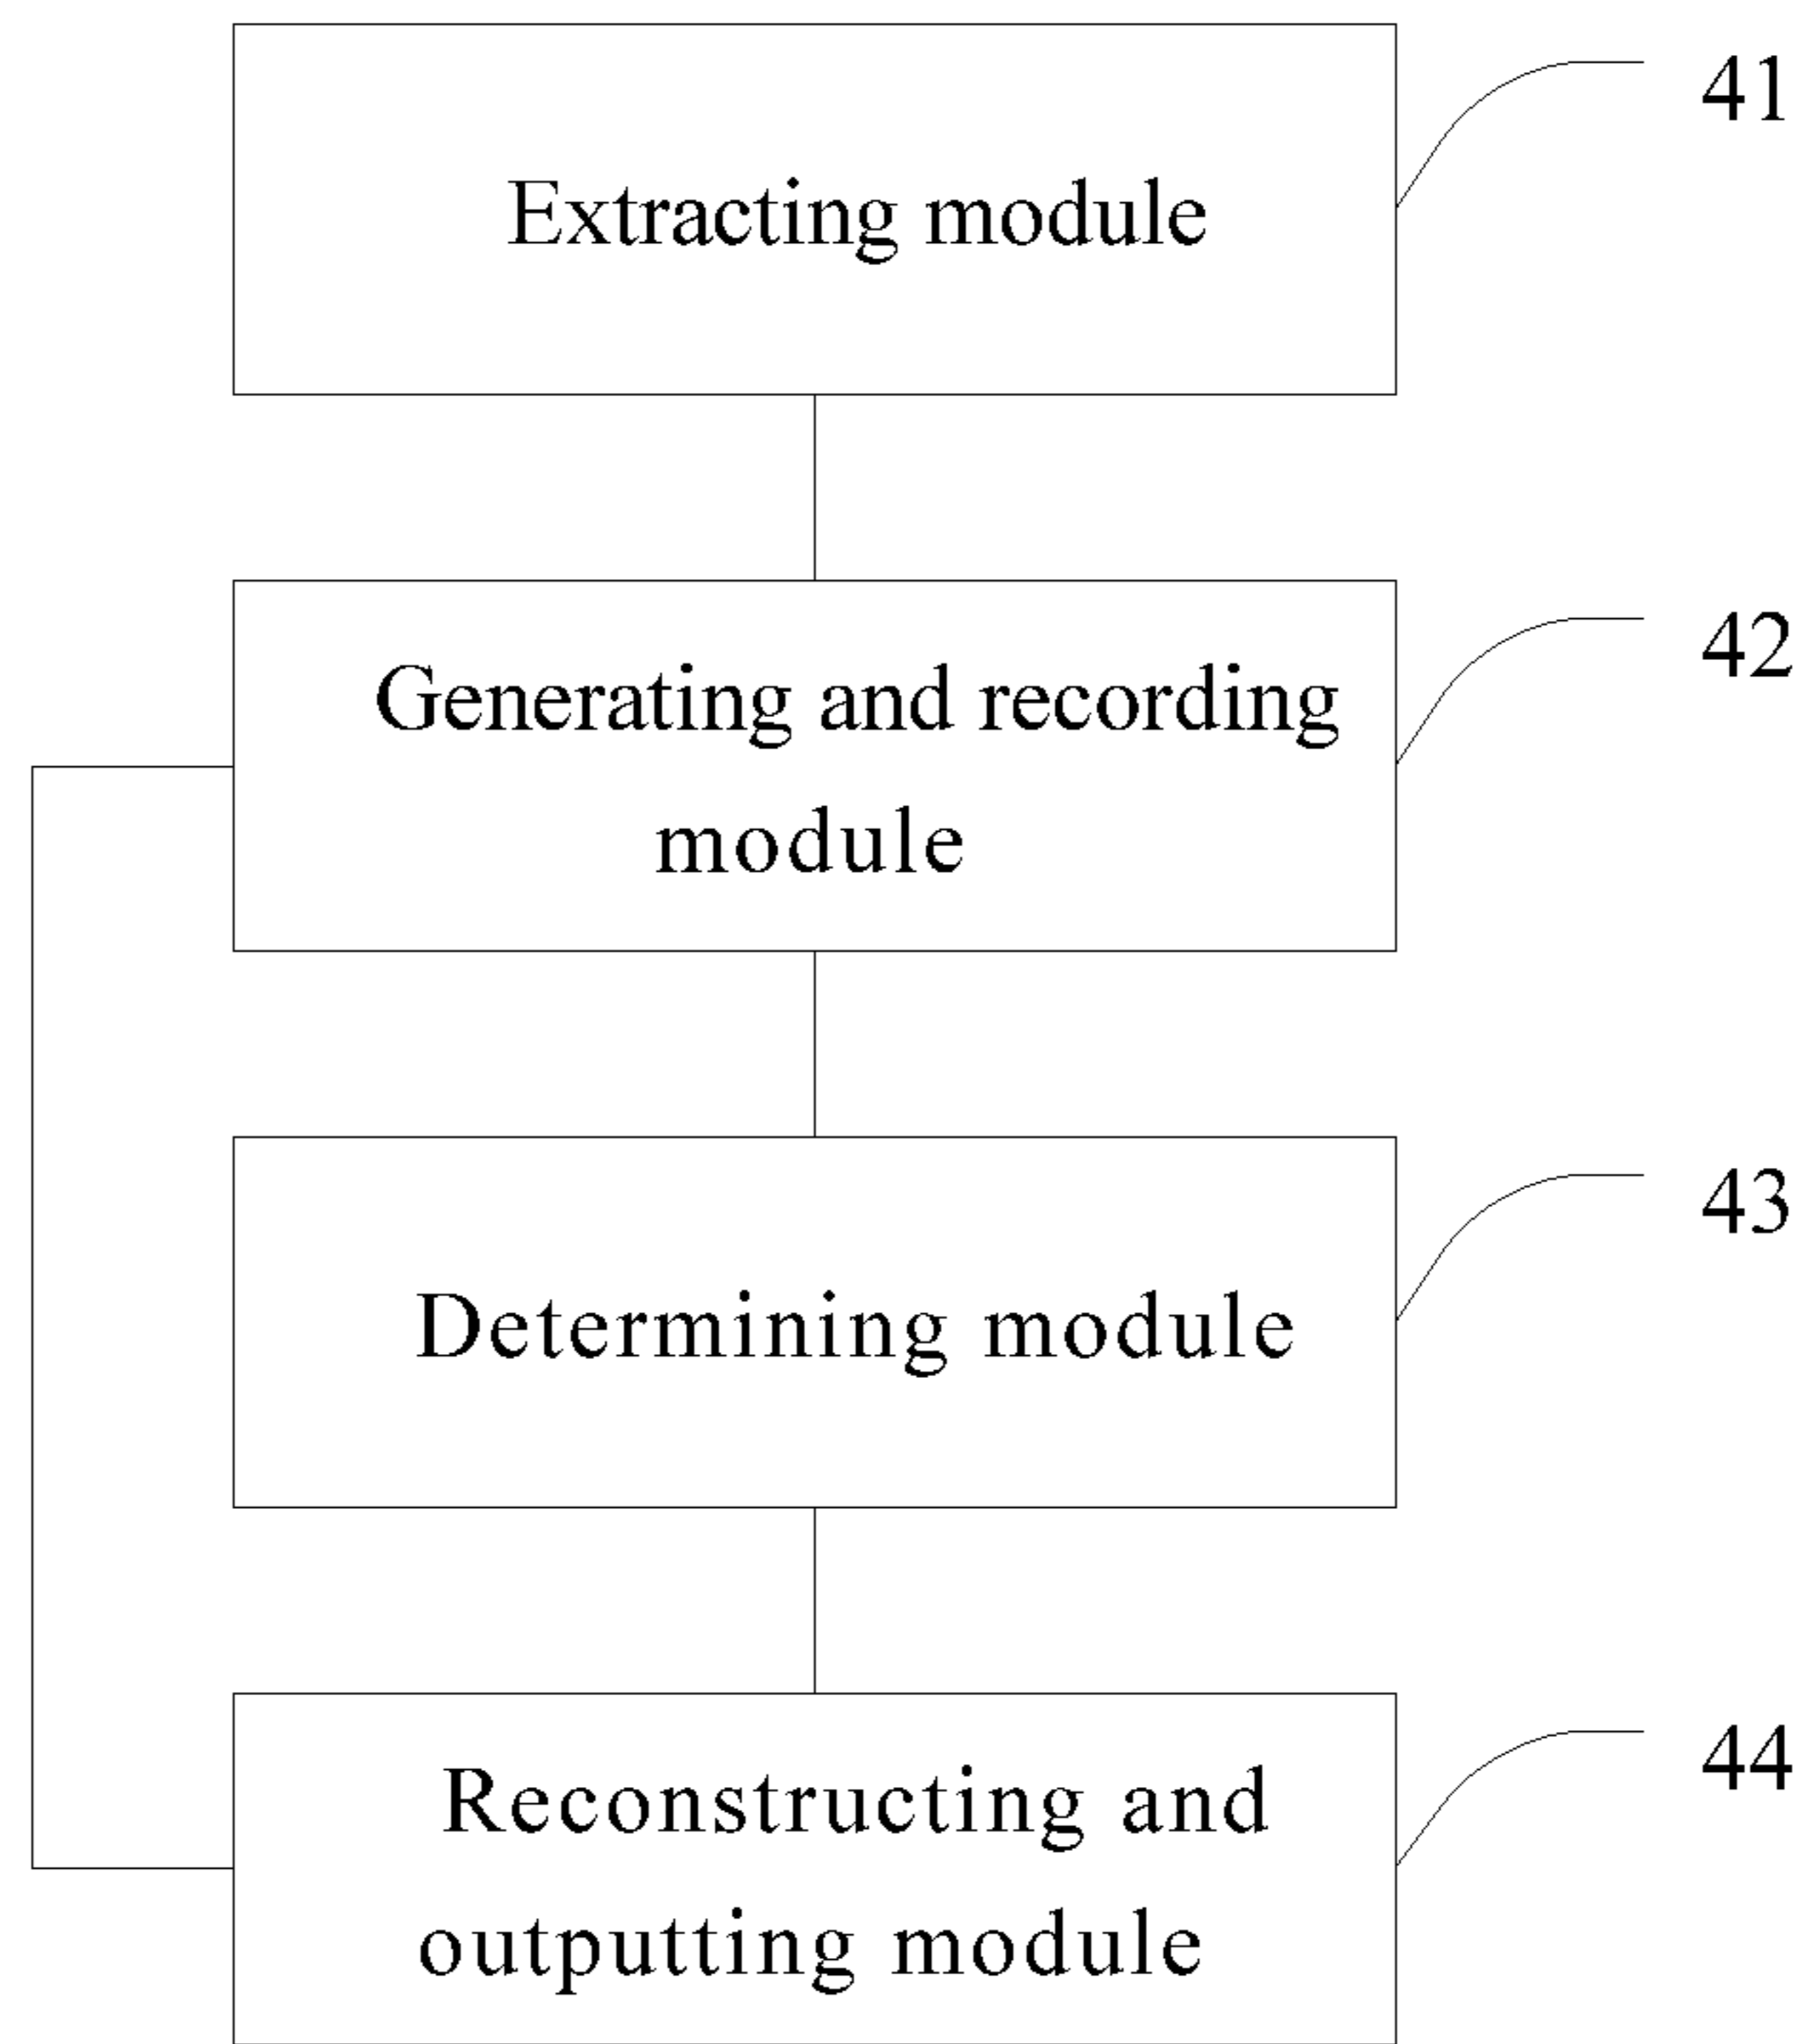 41
Extracting module
42
Generating and recording
module
43
Determining module
44
Reconstructing and
outputting module